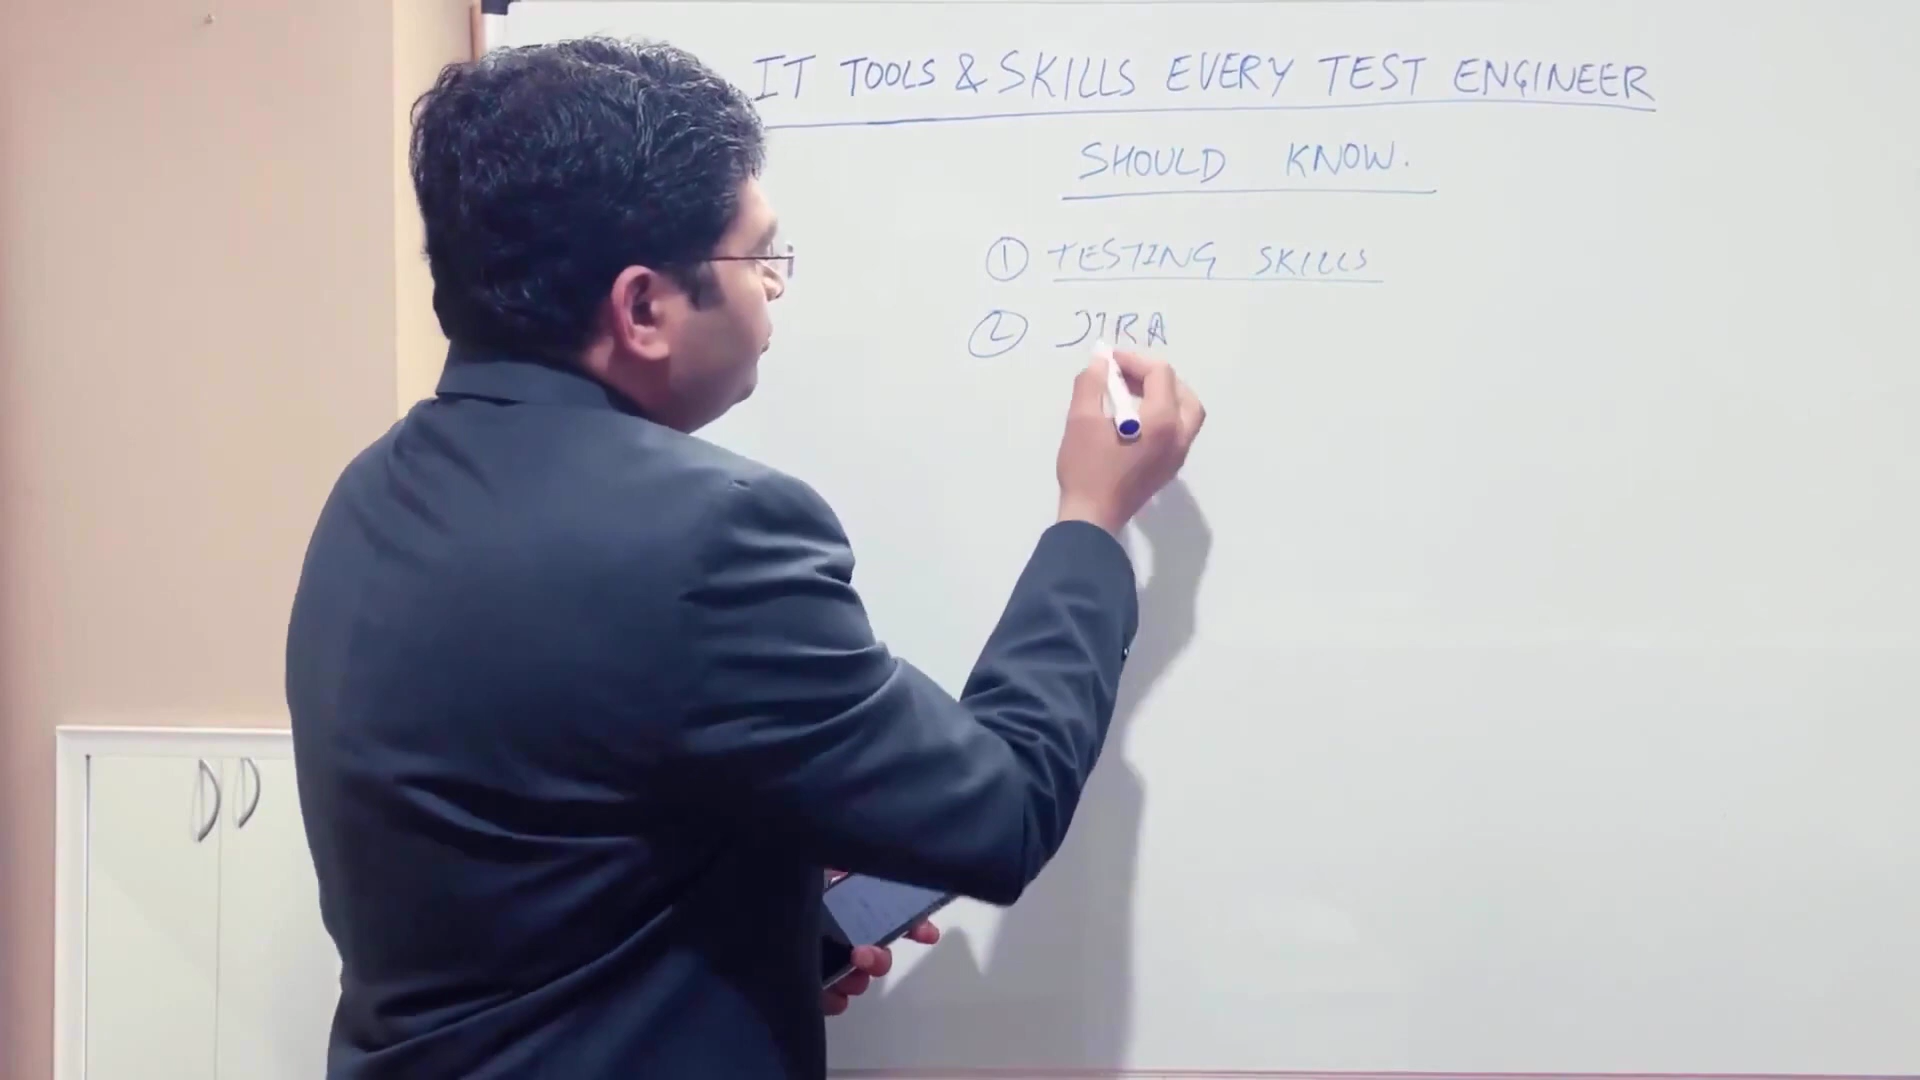 IT TOOLS & SKILLS EVERY TEST ENGINEER
SHOULD KNOW.
① TESTING SKILLS
② JIRA